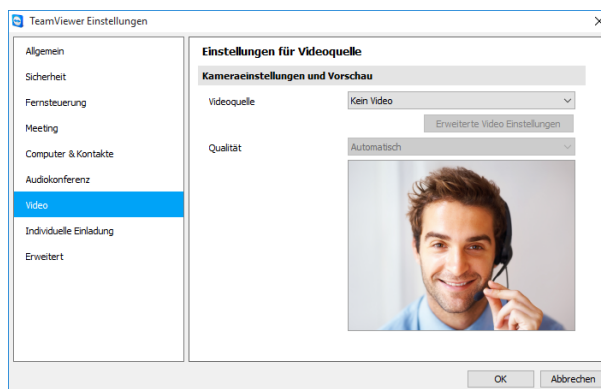 TeamViewer Einstellungen
Allgemein
Sicherheit
Fernsteuerung
Meeting
Computer & Kontakte
Audiokonferenz
Video
Individuelle Einladung
Erweitert
Einstellungen für Videoquelle
Kameraeinstellungen und Vorschau
Videoquelle Kein Video
Erweiterte Video Einstellungen
Qualität Automatisch
OK Abbrechen